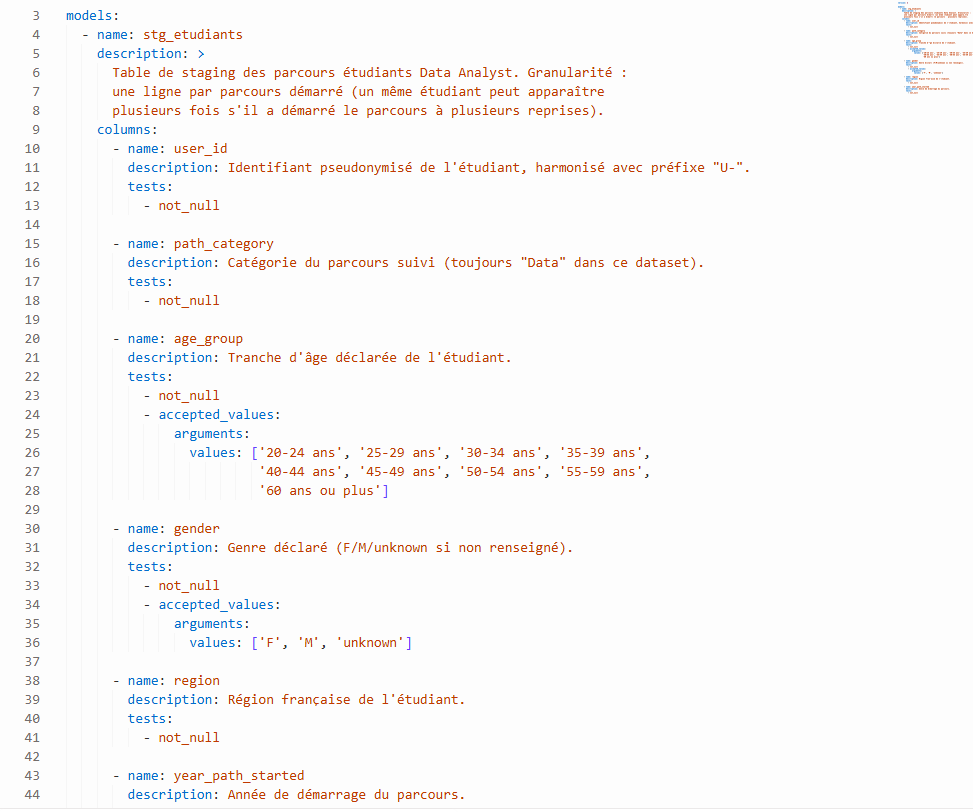 3 models:
4   - name: stg_etudiants
5     description: >
6       Table de staging des parcours étudiants Data Analyst. Granularité :
7       une ligne par parcours démarré (un même étudiant peut apparaître
8       plusieurs fois s'il a démarré le parcours à plusieurs reprises).
9     columns:
10       - name: user_id
11         description: Identifiant pseudonymisé de l'étudiant, harmonisé avec préfixe "U-".
12         tests:
13           - not_null
14
15       - name: path_category
16         description: Catégorie du parcours suivi (toujours "Data" dans ce dataset).
17         tests:
18           - not_null
19
20       - name: age_group
21         description: Tranche d'âge déclarée de l'étudiant.
22         tests:
23           - not_null
24           - accepted_values:
25               arguments:
26                 values: ['20-24 ans', '25-29 ans', '30-34 ans', '35-39 ans',
27                          '40-44 ans', '45-49 ans', '50-54 ans', '55-59 ans',
28                          '60 ans ou plus']
29
30       - name: gender
31         description: Genre déclaré (F/M/unknown si non renseigné).
32         tests:
33           - not_null
34           - accepted_values:
35               arguments:
36                 values: ['F', 'M', 'unknown']
37
38       - name: region
39         description: Région française de l'étudiant.
40         tests:
41           - not_null
42
43       - name: year_path_started
44         description: Année de démarrage du parcours.